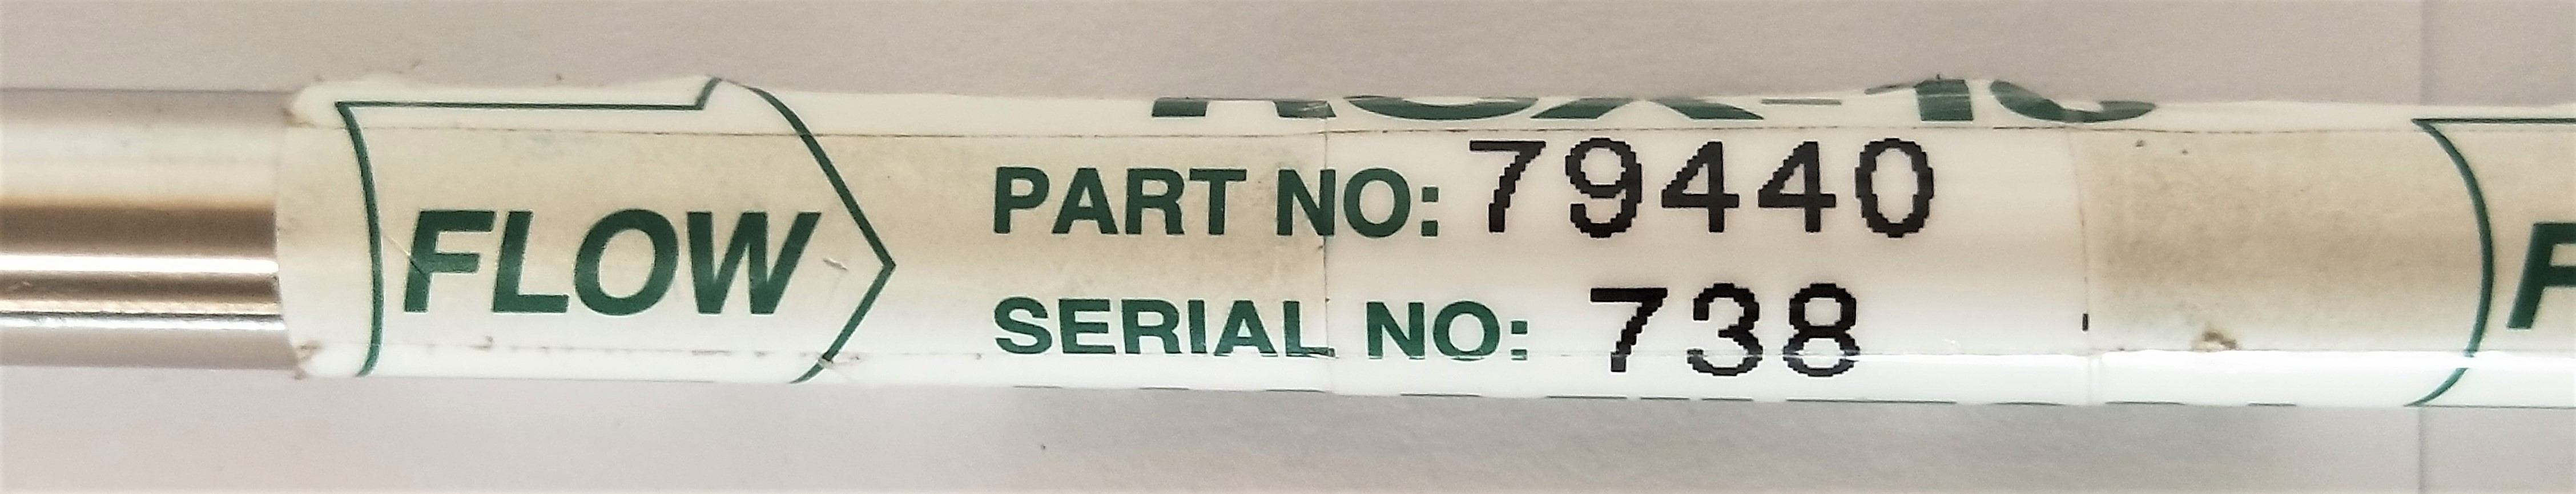 FLOW
PART NO: 79440
SERIAL NO: 738